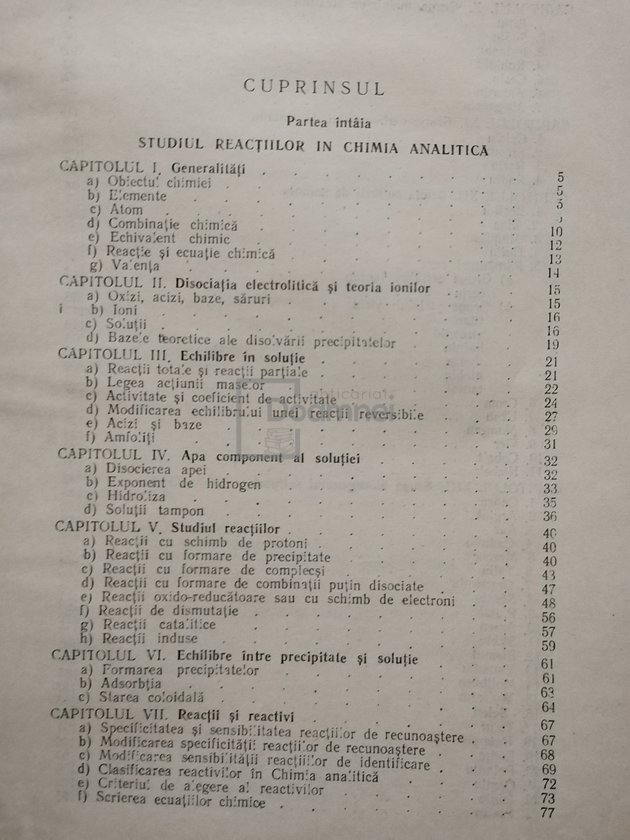 CUPRINSUL
Partea întâia
STUDIUL REACȚIILOR IN CHIMIA ANALITICĂ
CAPITOLUL I. Generalități . . . 5
a) Obiectul chimiei . . . 5
b) Elemente . . . 5
c) Atom
d) Combinație chimică . . . 10
e) Echivalent chimic . . . 12
f) Reacție și ecuație chimică . . . 13
g) Valența . . . 14
CAPITOLUL II. Disociația electrolitică și teoria ionilor . . . 15
a) Oxizi, acizi, baze, săruri . . . 15
b) Ioni . . . 16
c) Soluții . . . 16
d) Bazele teoretice ale disolvării precipitatelor . . . 19
CAPITOLUL III. Echilibre în soluție . . . 21
a) Reacții totale și reacții parțiale . . . 21
b) Legea acțiunii maselor . . . 22
c) Activitate și coeficient de activitate . . . 24
d) Modificarea echilibrului unei reacții reversibile . . . 27
e) Acizi și baze . . . 29
f) Amfoliți . . . 31
CAPITOLUL IV. Apa component al soluției . . . 32
a) Disocierea apei . . . 32
b) Exponent de hidrogen . . . 33
c) Hidroliza . . . 35
d) Soluții tampon . . . 36
CAPITOLUL V. Studiul reacțiilor . . . 40
a) Reacții cu schimb de protoni . . . 40
b) Reacții cu formare de precipitate . . . 40
c) Reacții cu formare de complecși . . . 43
d) Reacții cu formare de combinații puțin disociate . . . 47
e) Reacții oxido-reducătoare sau cu schimb de electroni . . . 48
f) Reacții de dismutație . . . 56
g) Reacții catalitice . . . 57
h) Reacții induse . . . 59
CAPITOLUL VI. Echilibre între precipitate și soluție . . . 61
a) Formarea precipitatelor . . . 61
b) Adsorbția . . . 63
c) Starea coloidală . . . 64
CAPITOLUL VII. Reacții și reactivi . . . 67
a) Specificitatea și sensibilitatea reacțiilor de recunoaștere . . . 67
b) Modificarea specificității reacțiilor de recunoaștere . . . 68
c) Modificarea sensibilității reacțiilor de identificare . . . 69
d) Clasificarea reactivilor în Chimia analitică . . . 72
e) Criteriul de alegere al reactivilor . . . 73
f) Scrierea ecuațiilor chimice . . . 77